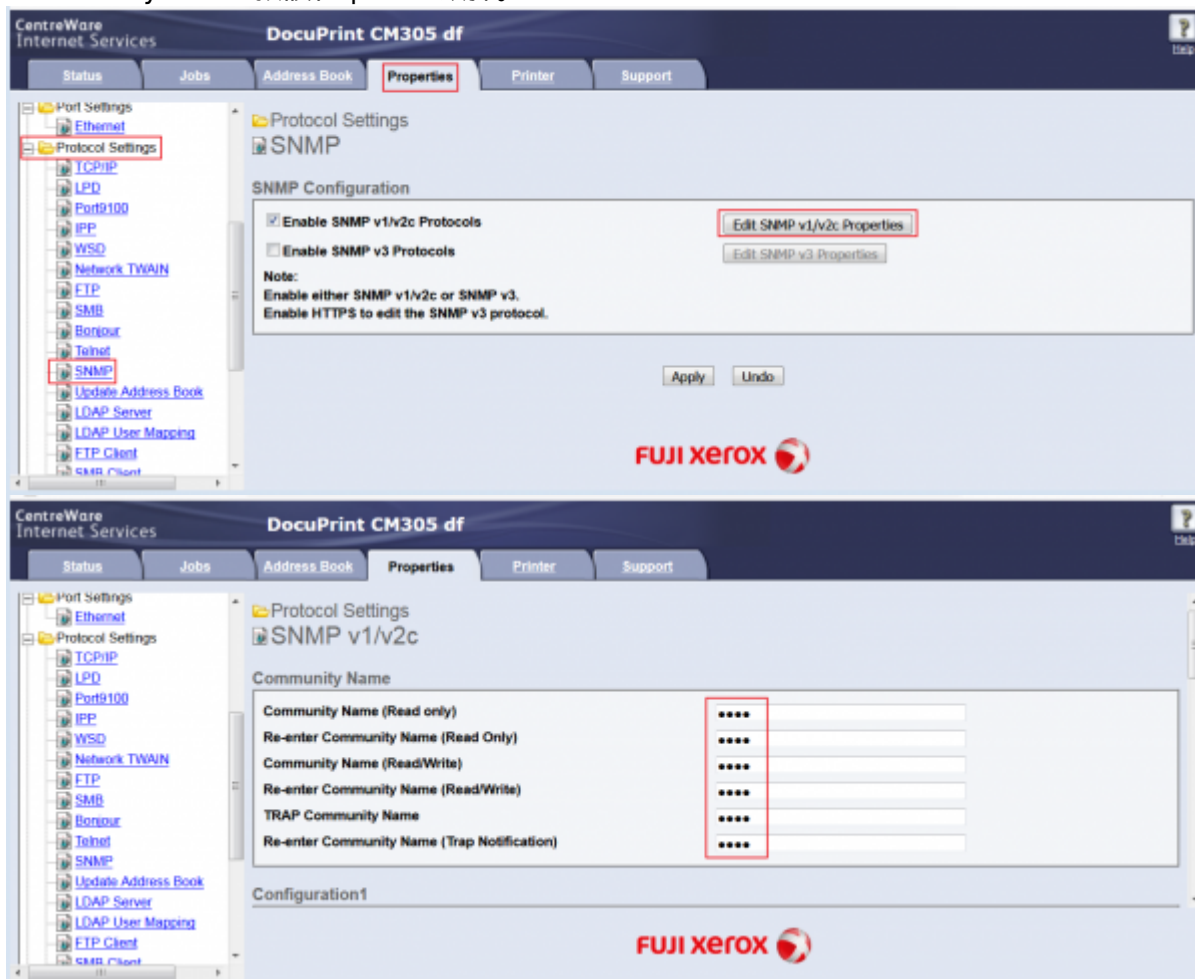 CentreWare
Internet Services
DocuPrint CM305 df
Help
Status
Jobs
Address Book
Properties
Printer
Support
Port Settings
Ethernet
Protocol Settings
TCP/IP
LPD
Port9100
IPP
WSD
Network TWAIN
FTP
SMB
Bonjour
Telnet
SNMP
Update Address Book
LDAP Server
LDAP User Mapping
FTP Client
SMB Client
Protocol Settings
SNMP
SNMP Configuration
Enable SNMP v1/v2c Protocols
Edit SNMP v1/v2c Properties
Enable SNMP v3 Protocols
Edit SNMP v3 Properties
Note:
Enable either SNMP v1/v2c or SNMP v3.
Enable HTTPS to edit the SNMP v3 protocol.
Apply
Undo
FUJI xerox
CentreWare
Internet Services
DocuPrint CM305 df
Help
Status
Jobs
Address Book
Properties
Printer
Support
Port Settings
Ethernet
Protocol Settings
TCP/IP
LPD
Port9100
IPP
WSD
Network TWAIN
FTP
SMB
Bonjour
Telnet
SNMP
Update Address Book
LDAP Server
LDAP User Mapping
FTP Client
SMB Client
Protocol Settings
SNMP v1/v2c
Community Name
Community Name (Read only)
••••
Re-enter Community Name (Read Only)
••••
Community Name (Read/Write)
••••
Re-enter Community Name (Read/Write)
••••
TRAP Community Name
••••
Re-enter Community Name (Trap Notification)
••••
Configuration1
FUJI xerox